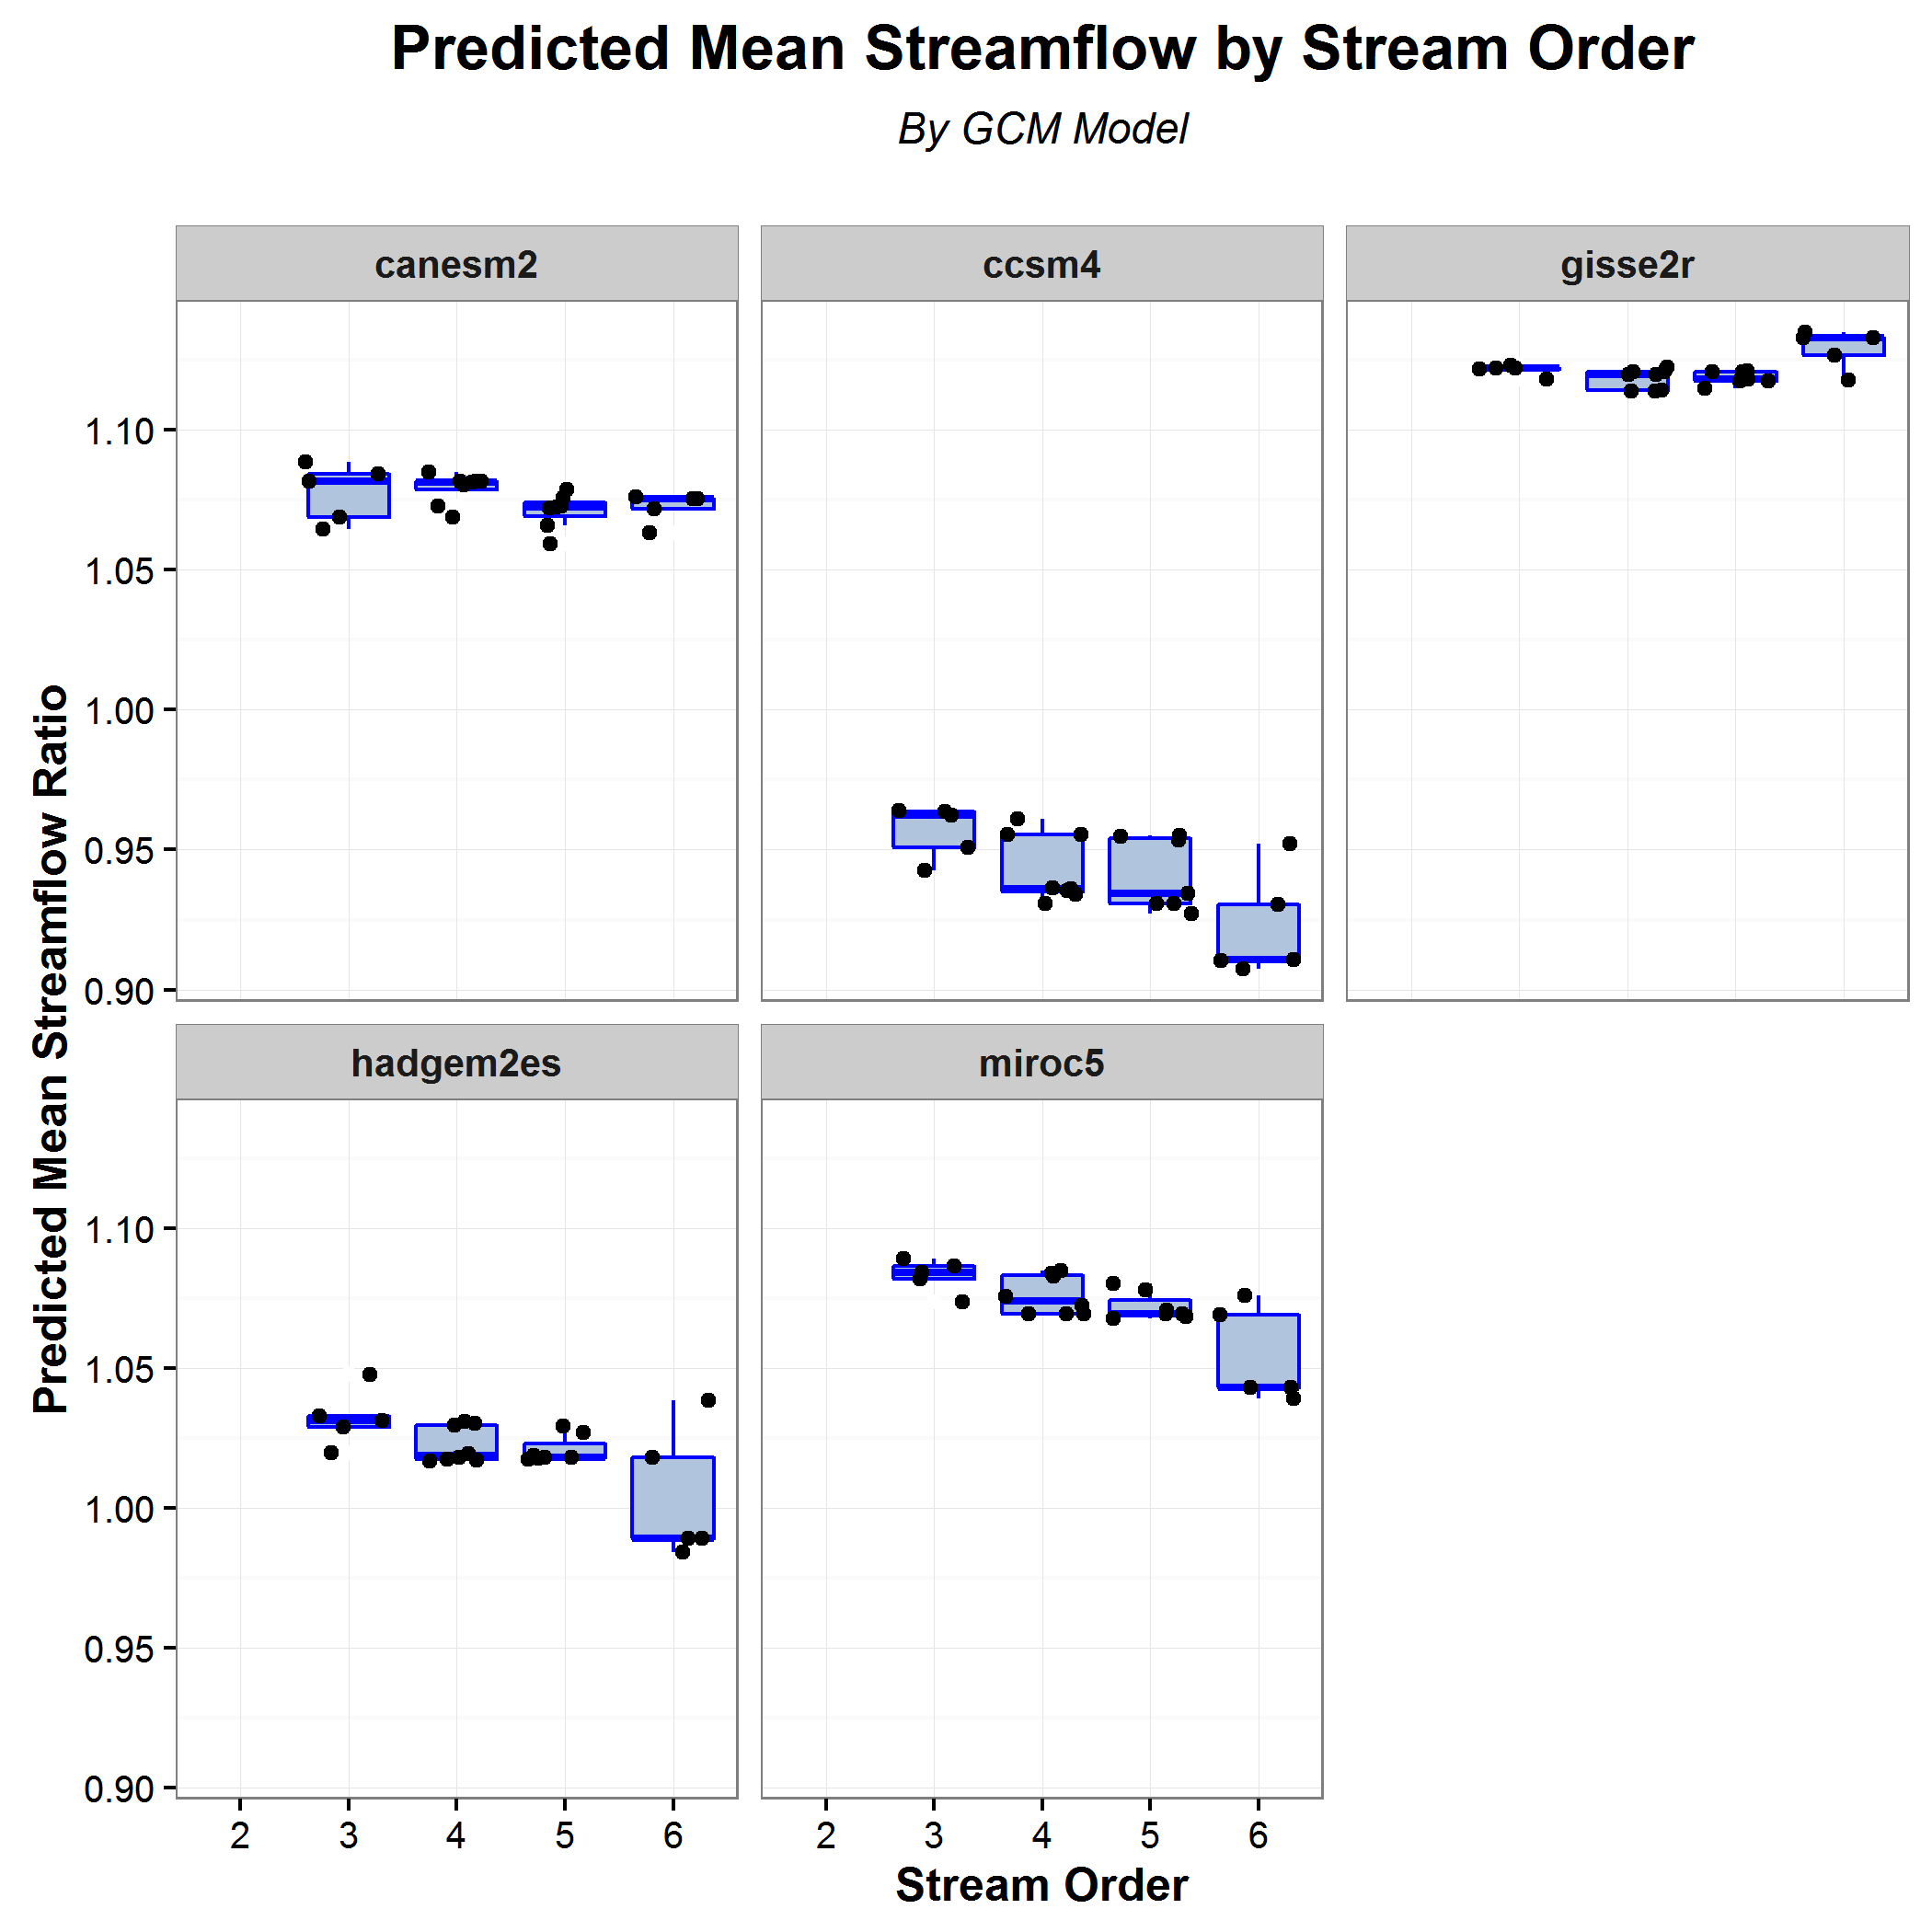 Predicted Mean Streamflow by Stream Order
By GCM Model
canesm2
ccsm4
gisse2r
1.10
1.05
1.00
0.95
0.90
Predicted Mean Streamflow Ratio
hadgem2es
miroc5
1.10
1.05
1.00
0.95
0.90
2 3 4 5 6
2 3 4 5 6
Stream Order